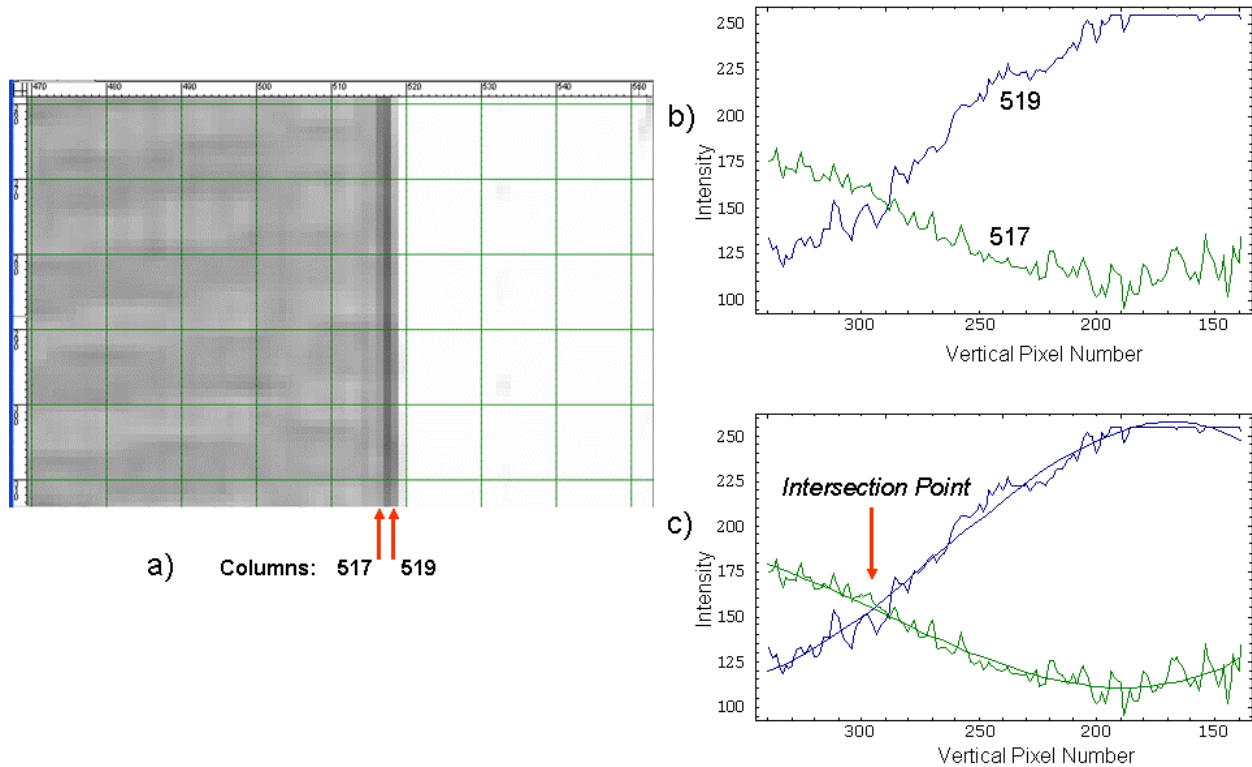 470 480 490 500 510 520 530 540 550
a) Columns: 517 519
b)
250
225
200
175
150
125
100
Intensity
519
517
300 250 200 150
Vertical Pixel Number
c)
250
225
200
175
150
125
100
Intensity
Intersection Point
300 250 200 150
Vertical Pixel Number